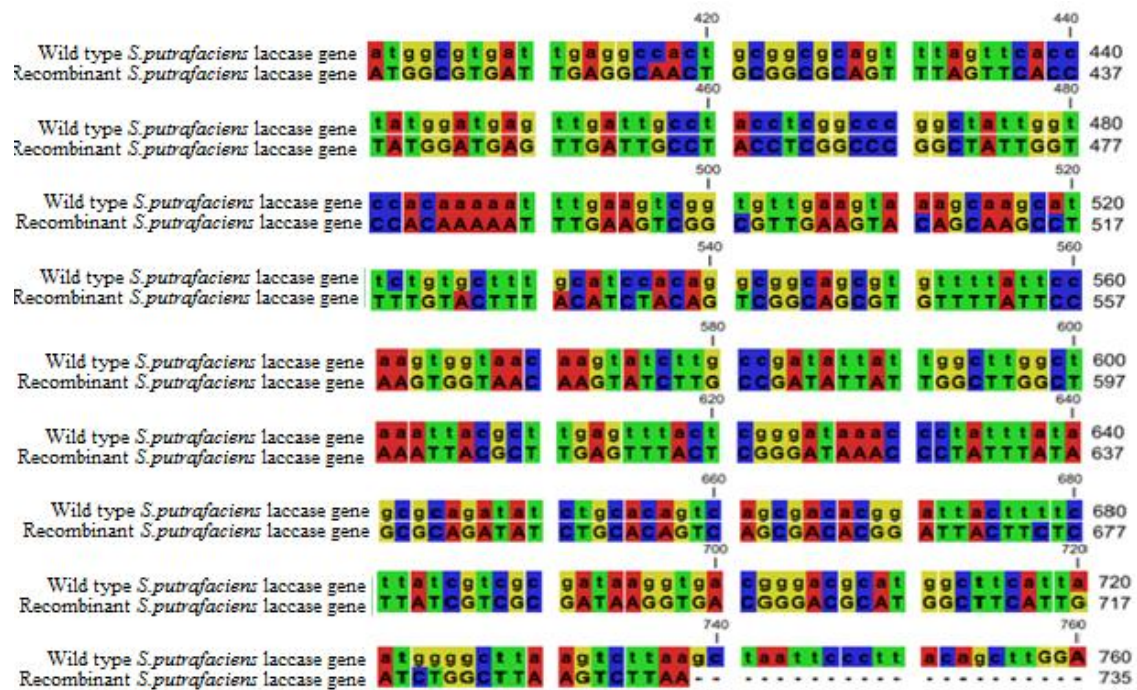 420 440
Wild type S.putrafaciens laccase gene atggcgtgat tgaggccact gcggcgcagt ttagttcacc 440
Recombinant S.putrafaciens laccase gene ATGGCGTGAT TGAGGCAACT GCGGCGCAGT TTAGTTCACC 437
460 480
Wild type S.putrafaciens laccase gene tatggatgag ttgattgcct acctcggccc ggctattggt 480
Recombinant S.putrafaciens laccase gene TATGGATGAG TTGATTGCCT ACCTCGGCCC GGCTATTGGT 477
500 520
Wild type S.putrafaciens laccase gene ccacaaaaat ttgaagtcgg tgttgaagta aagcaagcat 520
Recombinant S.putrafaciens laccase gene CCACAAAAAT TTGAAGTCGG CGTTGAAGTA CAGCAAGCCT 517
540 560
Wild type S.putrafaciens laccase gene tctgtgcttt gcatccacag gcggcagcgt gttttattcc 560
Recombinant S.putrafaciens laccase gene TTTGTACTTT ACATCTACAG TCGGCAGCGT GTTTTATTCC 557
580 600
Wild type S.putrafaciens laccase gene aagtggtaac aagtatcttg ccgatattat tggcttggct 600
Recombinant S.putrafaciens laccase gene AAGTGGTAAC AAGTATCTTG CCGATATTAT TGGCTTGGCT 597
620 640
Wild type S.putrafaciens laccase gene aaattacgct tgagtttact cgggataaac cctatttata 640
Recombinant S.putrafaciens laccase gene AAATTACGCT TGAGTTTACT CGGGATAAAC CCTATTTATA 637
660 680
Wild type S.putrafaciens laccase gene gcgcagatat ctgcacagtc agcgacacgg attacttttc 680
Recombinant S.putrafaciens laccase gene GCGCAGATAT CTGCACAGTC AGCGACACGG ATTACTTCTC 677
700 720
Wild type S.putrafaciens laccase gene ttatcgtcgc gataaggtga cgggacgcat ggcttcatta 720
Recombinant S.putrafaciens laccase gene TTATCGTCGC GATAAGGTGA CGGGACGCAT GGCTTCATTG 717
740 760
Wild type S.putrafaciens laccase gene atggggctta agtcttaagc taattccctt acagcttGGA 760
Recombinant S.putrafaciens laccase gene ATCTGGCTTA AGTCTTAA-- ---------- ---------- 735